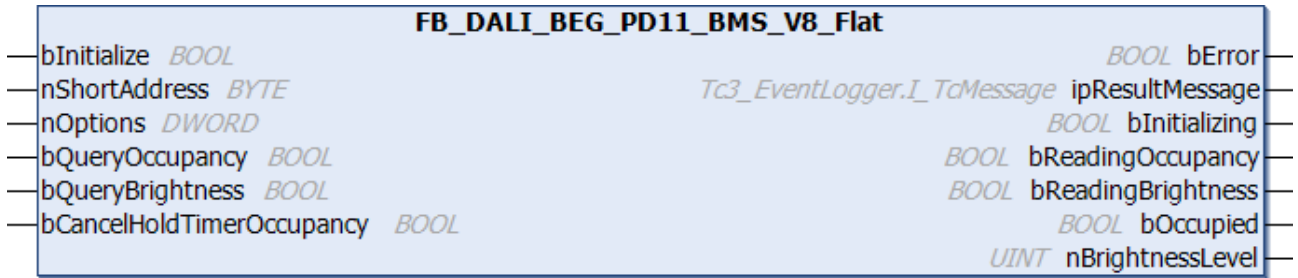 FB_DALI_BEG_PD11_BMS_V8_Flat
bInitialize BOOL BOOL bError
nShortAddress BYTE Tc3_EventLogger.I_TcMessage ipResultMessage
nOptions DWORD BOOL bInitializing
bQueryOccupancy BOOL BOOL bReadingOccupancy
bQueryBrightness BOOL BOOL bReadingBrightness
bCancelHoldTimerOccupancy BOOL BOOL bOccupied
UINT nBrightnessLevel